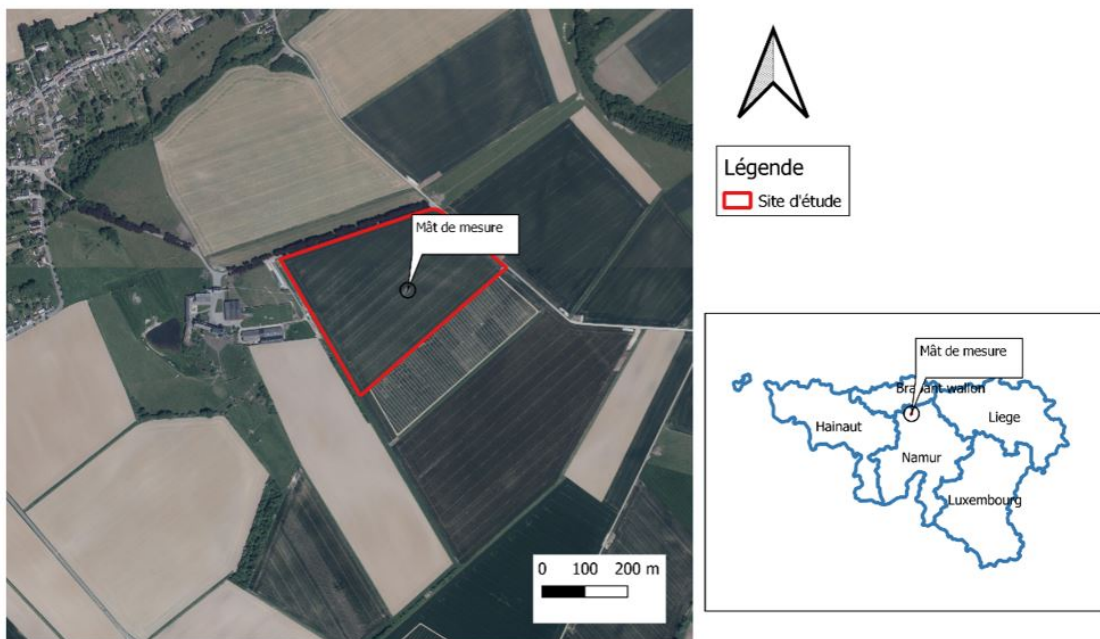 Mât de mesure
Légende
Site d'étude
0 100 200 m
Mât de mesure
Brabant wallon
Hainaut
Liege
Namur
Luxembourg